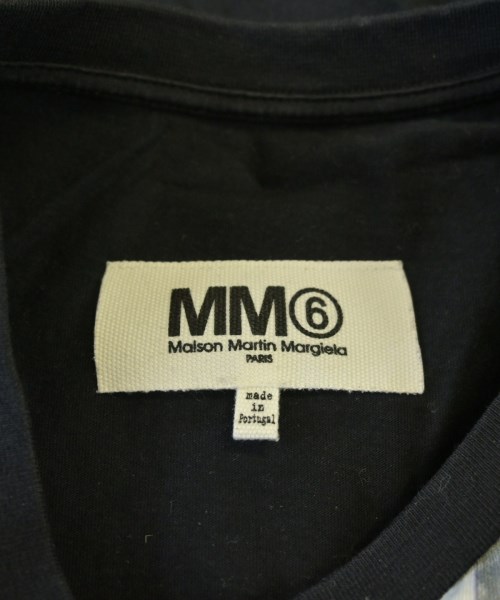 MM⑥
Maison Martin Margiela
PARIS
made
in
Portugal